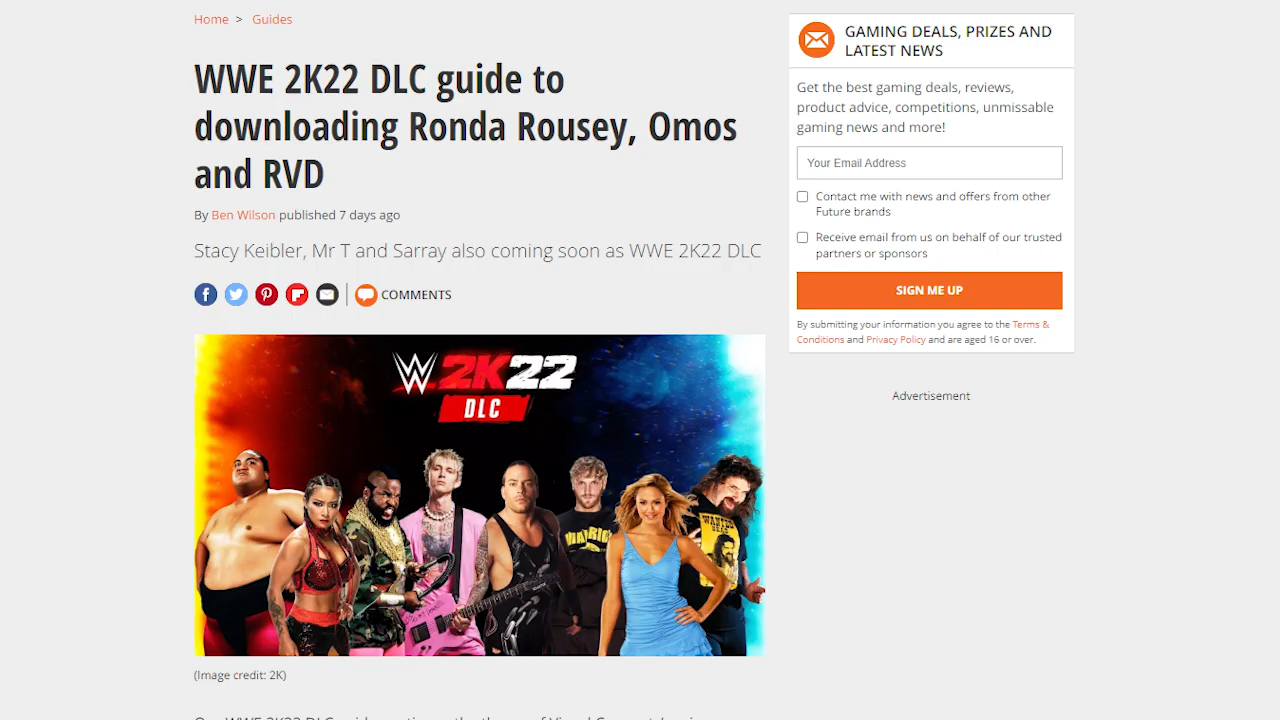 Home > Guides
WWE 2K22 DLC guide to
downloading Ronda Rousey, Omos
and RVD
By Ben Wilson published 7 days ago
Stacy Keibler, Mr T and Sarray also coming soon as WWE 2K22 DLC
COMMENTS
W 2K22
DLC
WANTED
DEAD
(Image credit: 2K)
GAMING DEALS, PRIZES AND
LATEST NEWS
Get the best gaming deals, reviews,
product advice, competitions, unmissable
gaming news and more!
Your Email Address
Contact me with news and offers from other
Future brands
Receive email from us on behalf of our trusted
partners or sponsors
SIGN ME UP
By submitting your information you agree to the Terms &
Conditions and Privacy Policy and are aged 16 or over.
Advertisement